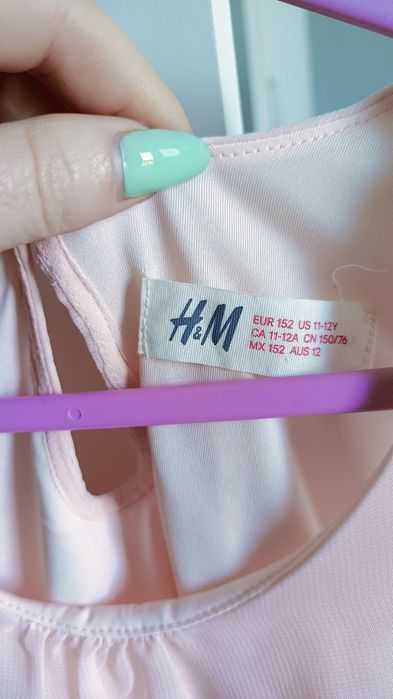 H&M
EUR 152 US 11-12Y
CA 11-12A CN 150/76
MX 152 AUS 12